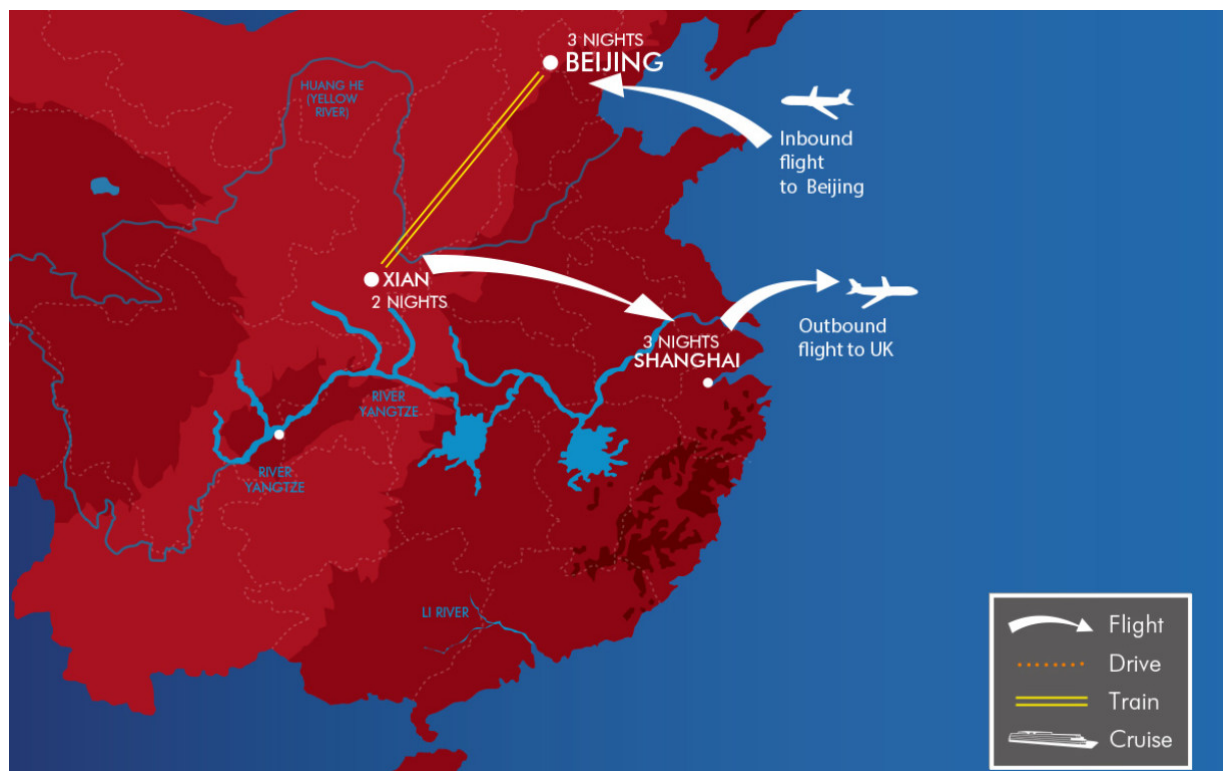 3 NIGHTS
BEIJING
HUANG HE
(YELLOW
RIVER)
Inbound
flight
to Beijing
XIAN
2 NIGHTS
3 NIGHTS
SHANGHAI
Outbound
flight to UK
RIVER
YANGTZE
RIVER
YANGTZE
LI RIVER
Flight
Drive
Train
Cruise